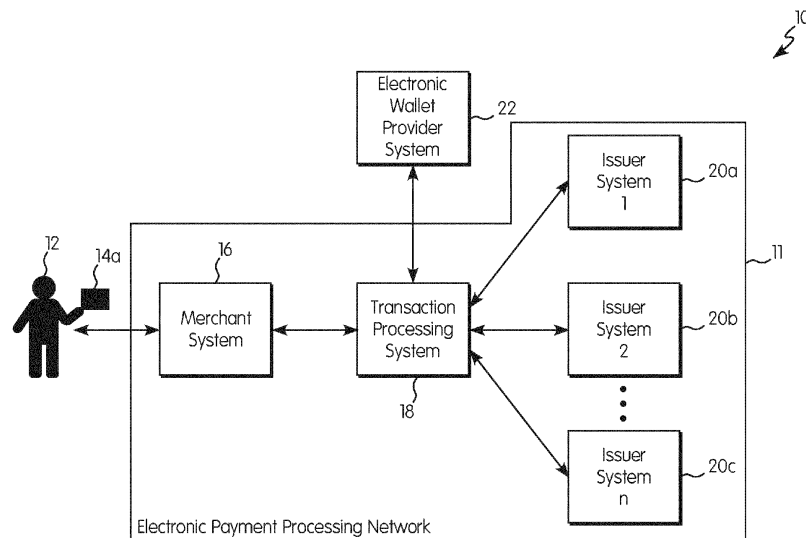 10
Electronic
Wallet
Provider
System
22
Issuer
System
1
20a
12
14a
16
11
Merchant
System
Transaction
Processing
System
18
Issuer
System
2
20b
Issuer
System
n
20c
Electronic Payment Processing Network